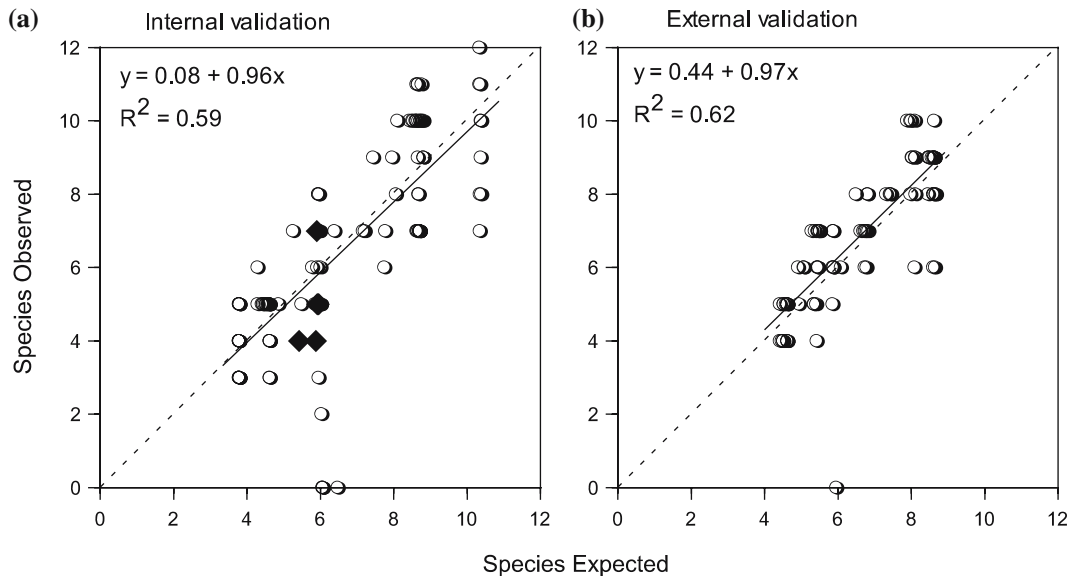 (a) Internal validation
(b) External validation
y = 0.08 + 0.96x
R² = 0.59
y = 0.44 + 0.97x
R² = 0.62
Species Observed
12
10
8
6
4
2
0
0 2 4 6 8 10 12
12
10
8
6
4
2
0
0 2 4 6 8 10 12
Species Expected